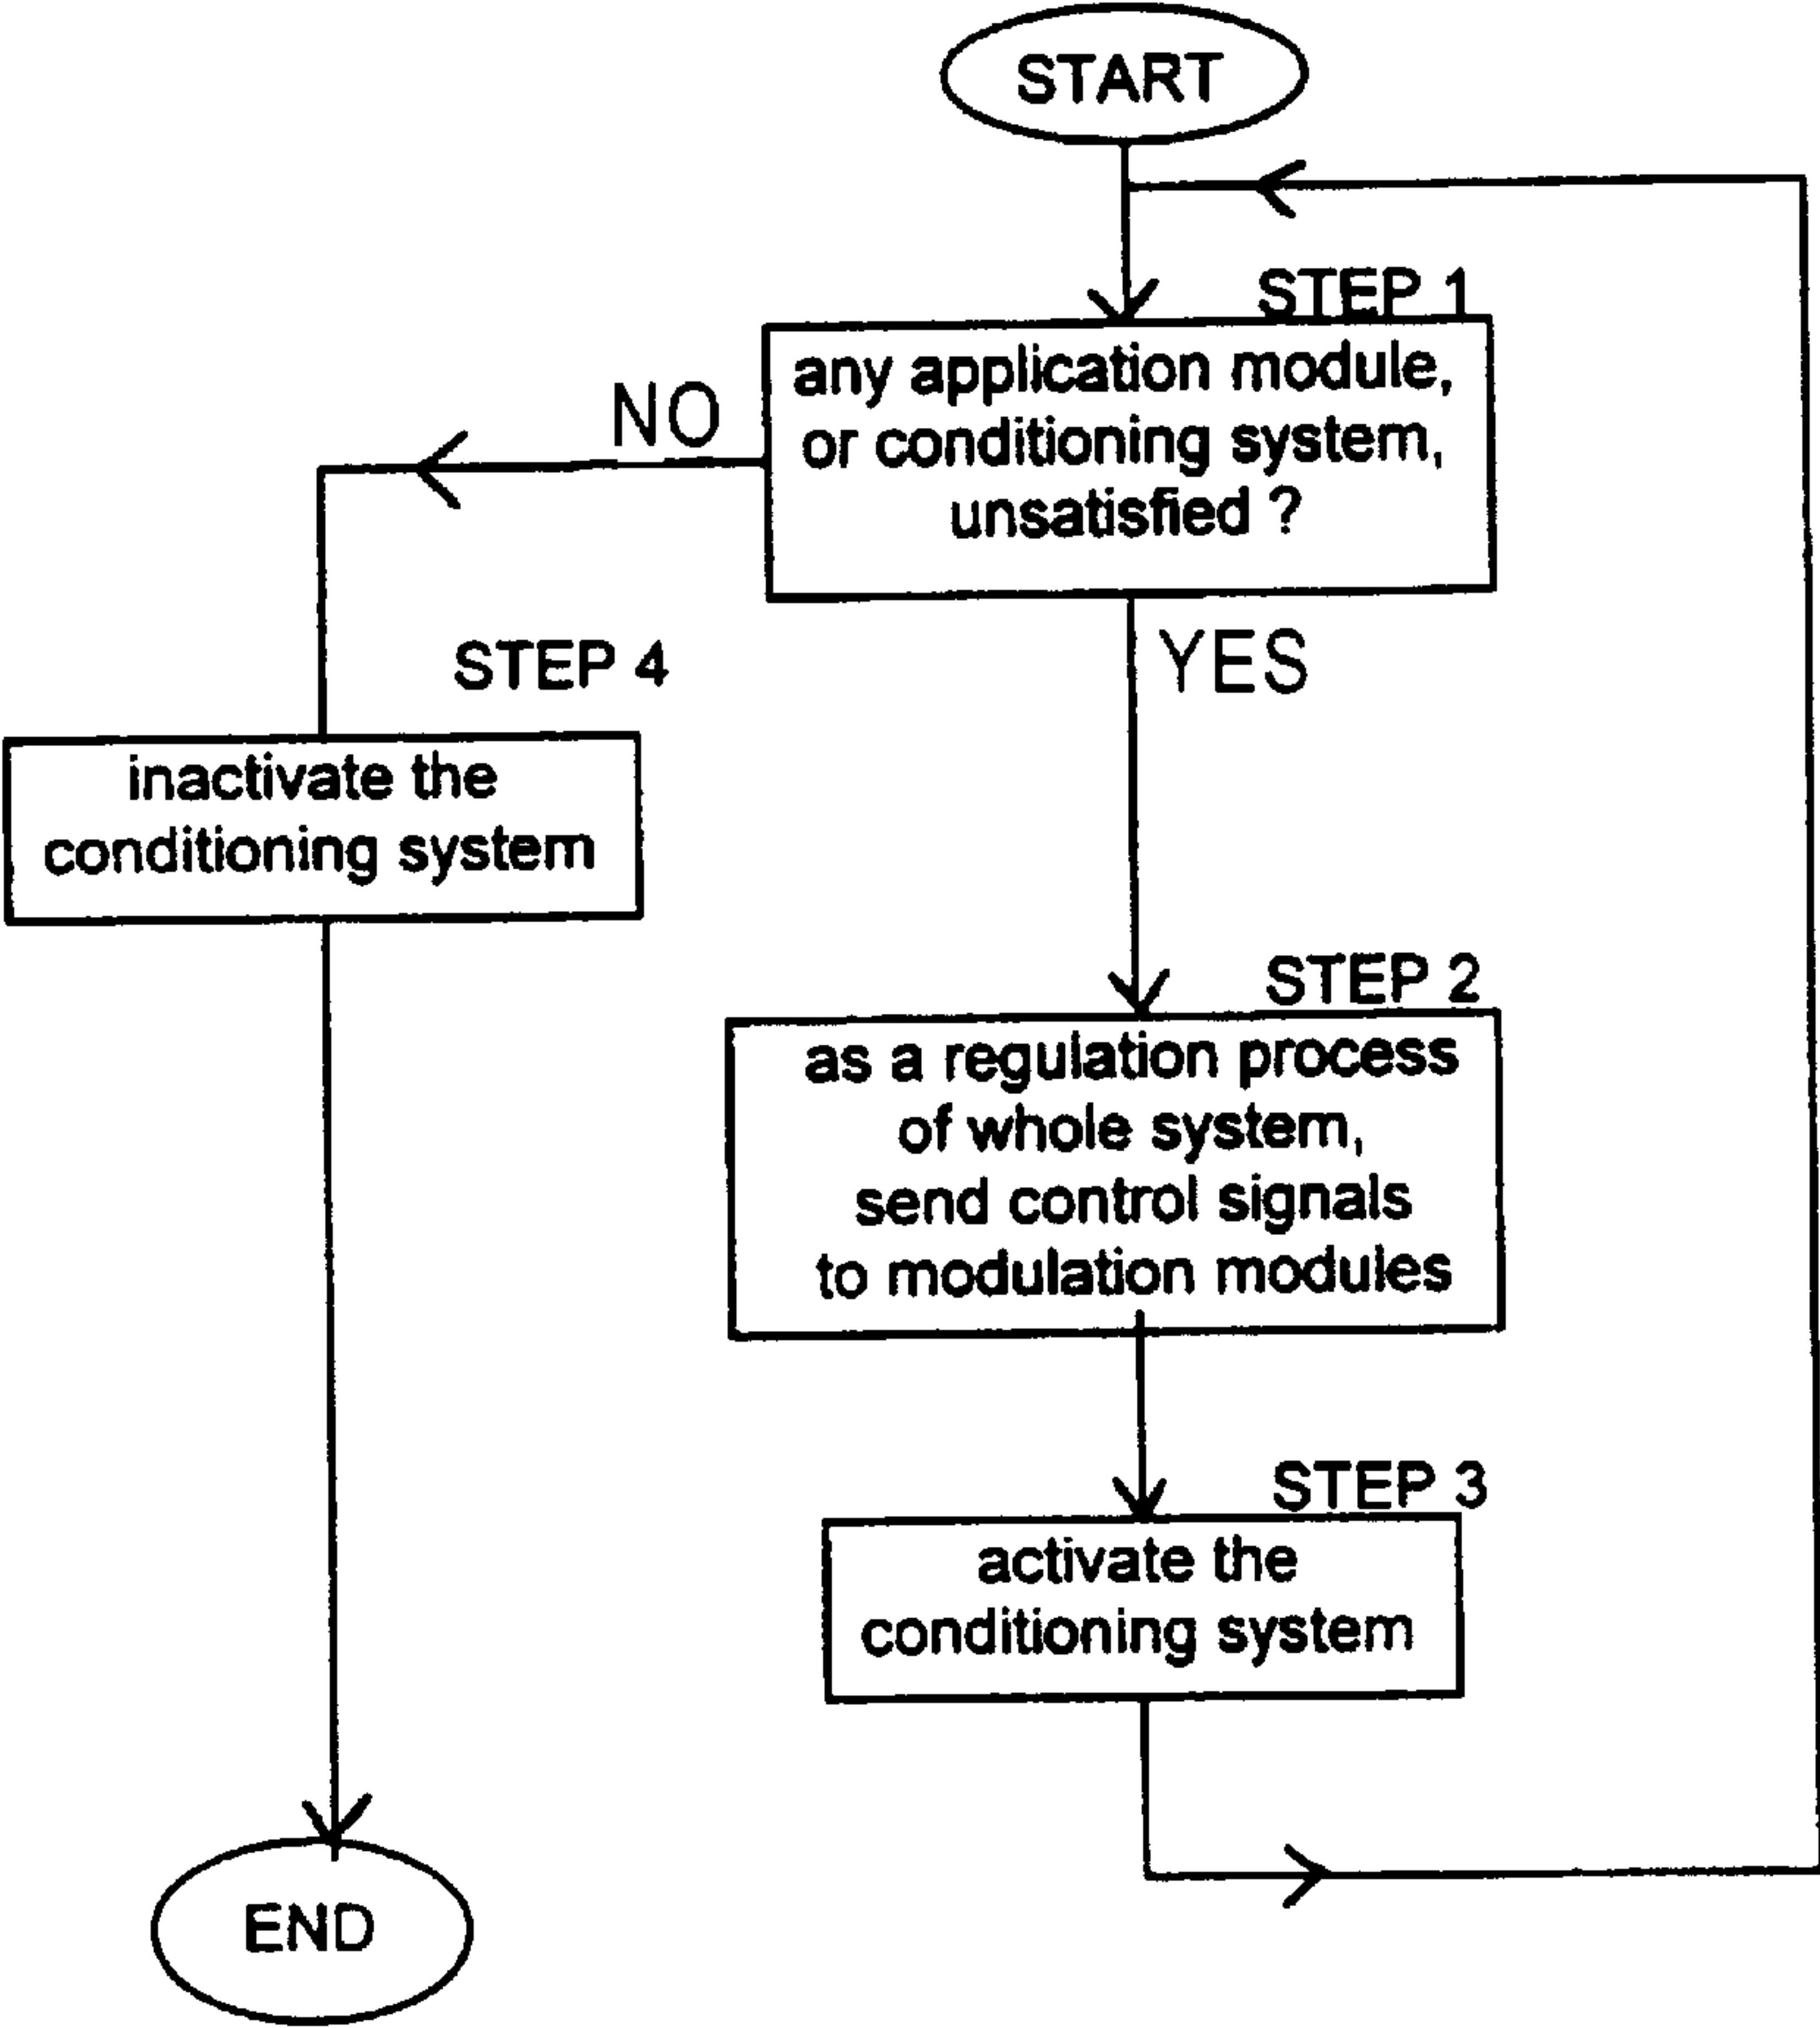 START
STEP 1
any application module,
or conditioning system,
unsatisfied ?
NO
YES
STEP 4
inactivate the
conditioning system
STEP 2
as a regulation process
of whole system,
send control signals
to modulation modules
STEP 3
activate the
conditioning system
END